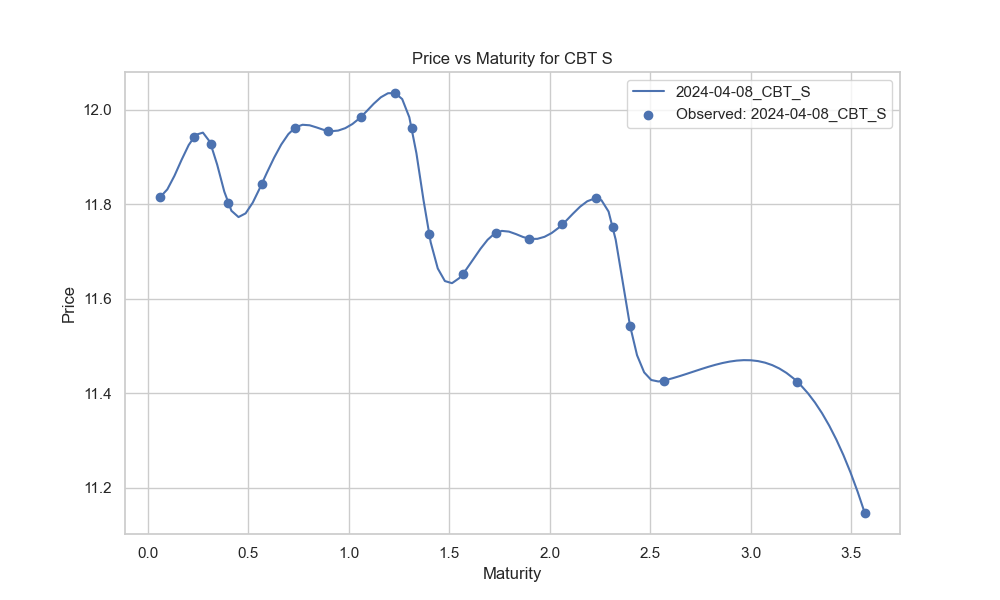 Price vs Maturity for CBT S
2024-04-08_CBT_S
Observed: 2024-04-08_CBT_S
Price
12.0
11.8
11.6
11.4
11.2
0.0 0.5 1.0 1.5 2.0 2.5 3.0 3.5
Maturity